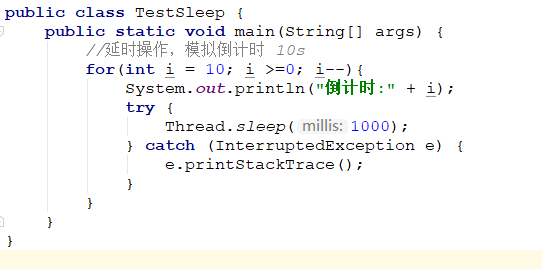 public class TestSleep {
    public static void main(String[] args) {
        //延时操作，模拟倒计时 10s
        for(int i = 10; i >=0; i--){
            System.out.println("倒计时:" + i);
            try {
                Thread.sleep( millis: 1000);
            } catch (InterruptedException e) {
                e.printStackTrace();
            }
        }
    }
}